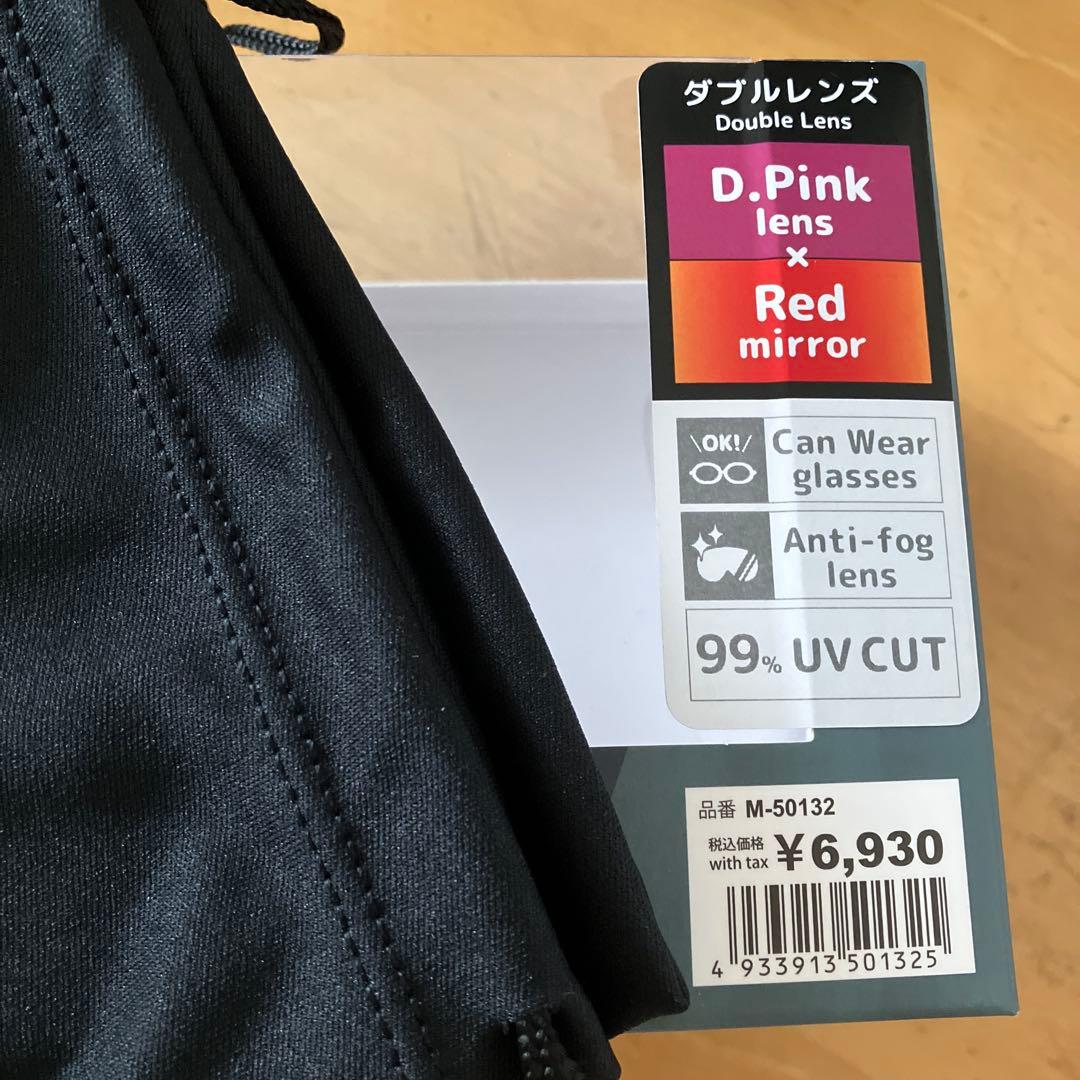 ダブルレンズ
Double Lens
D.Pink
lens
×
Red
mirror
\OK!/
Can Wear
glasses
Anti-fog
lens
99% UV CUT
品番 M-50132
税込価格
with tax ¥6,930
4 933913 501325